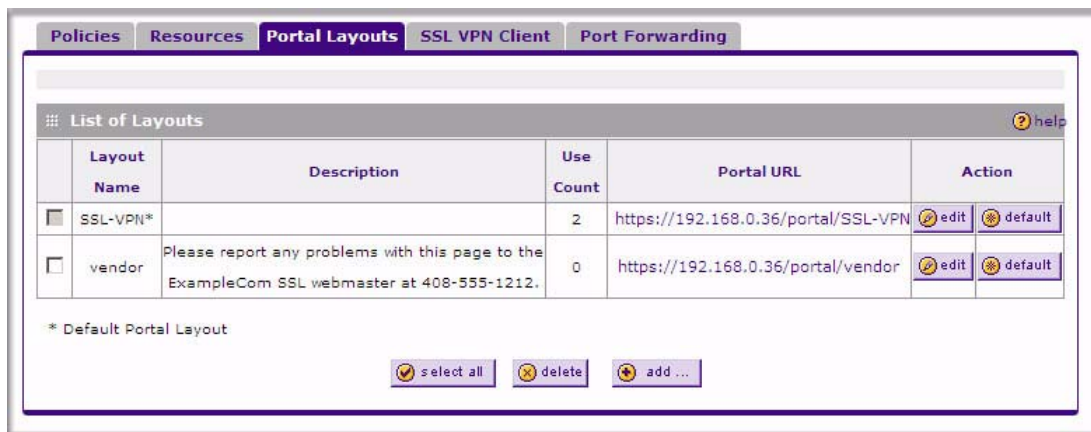 Policies Resources Portal Layouts SSL VPN Client Port Forwarding
List of Layouts help
Layout Name Description Use Count Portal URL Action
SSL-VPN* 2 https://192.168.0.36/portal/SSL-VPN edit default
vendor Please report any problems with this page to the ExampleCom SSL webmaster at 408-555-1212. 0 https://192.168.0.36/portal/vendor edit default
* Default Portal Layout
select all delete add ...